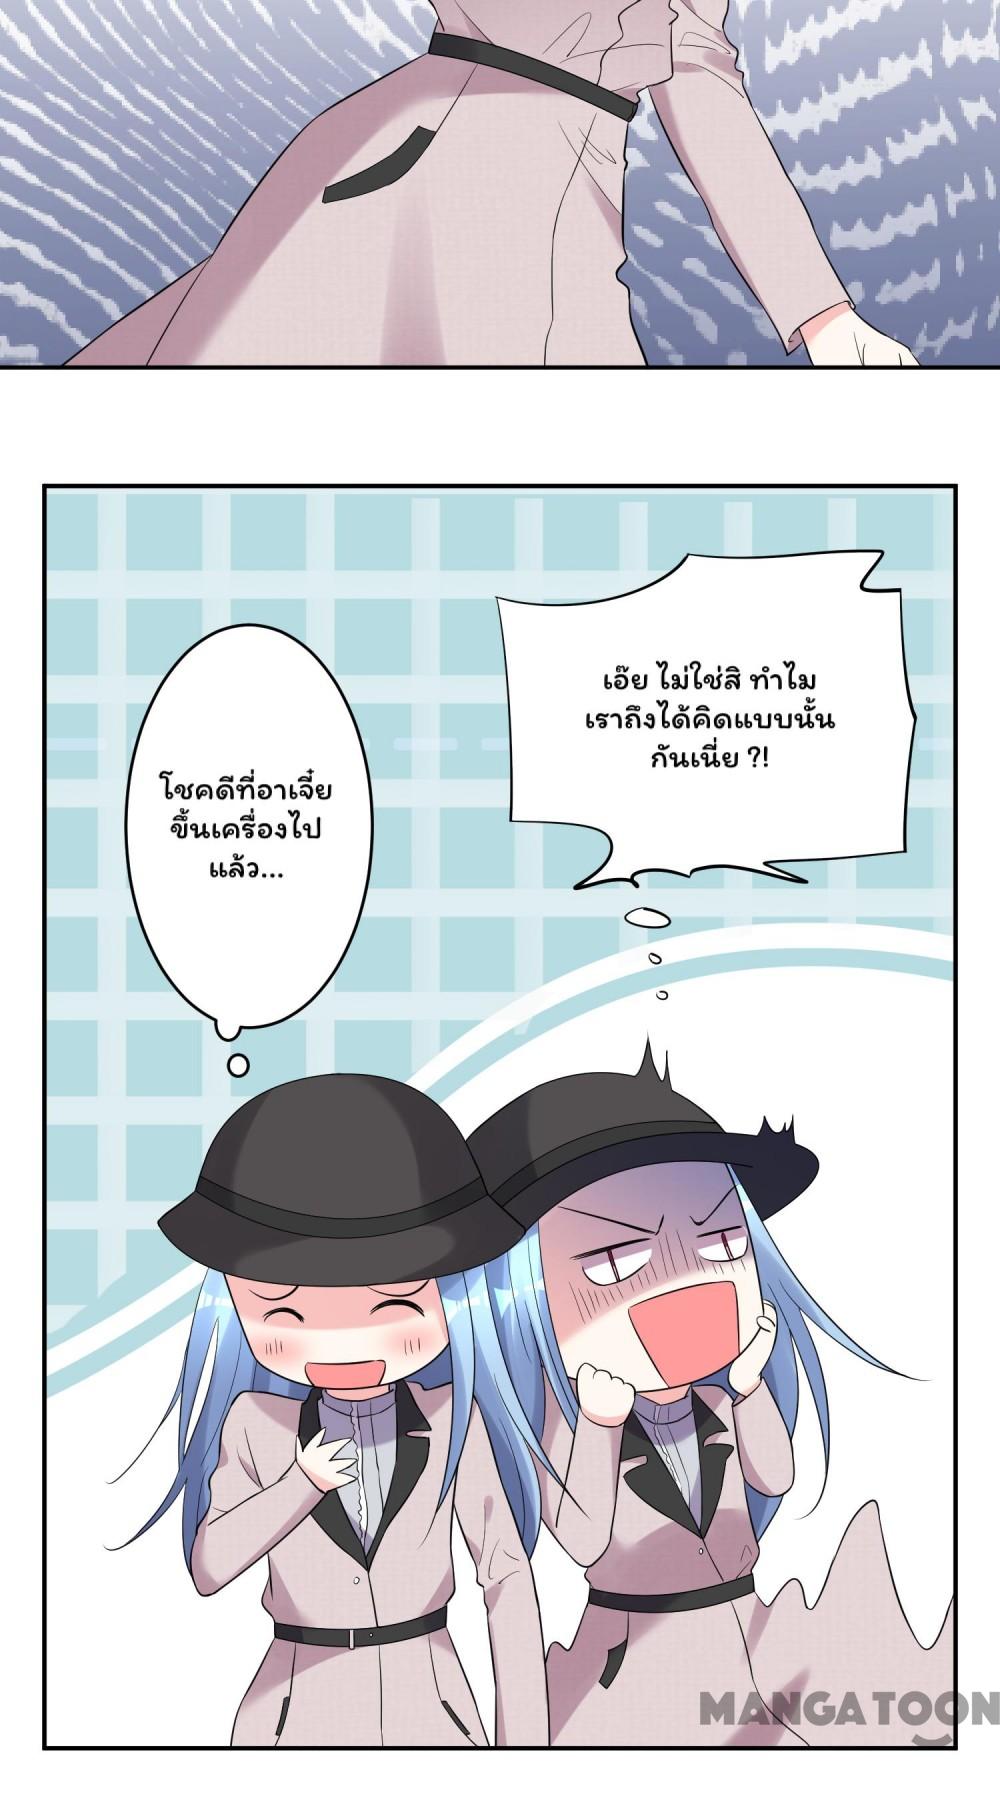 โชคดีที่อาเจี๋ย
ขึ้นเครื่องไป
แล้ว...
เอ๊ย ไม่ใช่สิ ทำไม
เราถึงได้คิดแบบนั้น
กันเนี่ย ?!
MANGATOON